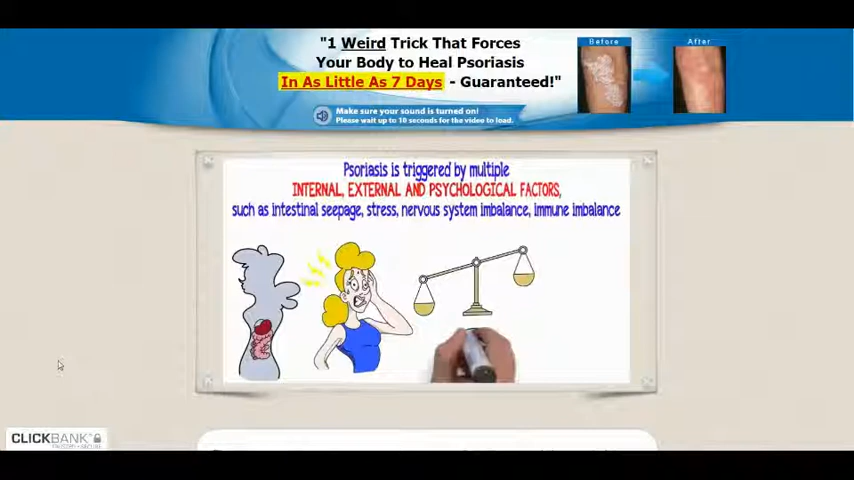 "1 Weird Trick That Forces
Your Body to Heal Psoriasis
In As Little As 7 Days - Guaranteed!"
Before
After
Make sure your sound is turned on!
Please wait up to 10 seconds for the video to load.
Psoriasis is triggered by multiple
INTERNAL, EXTERNAL AND PSYCHOLOGICAL FACTORS,
such as intestinal seepage, stress, nervous system imbalance, immune imbalance
CLICKBANK